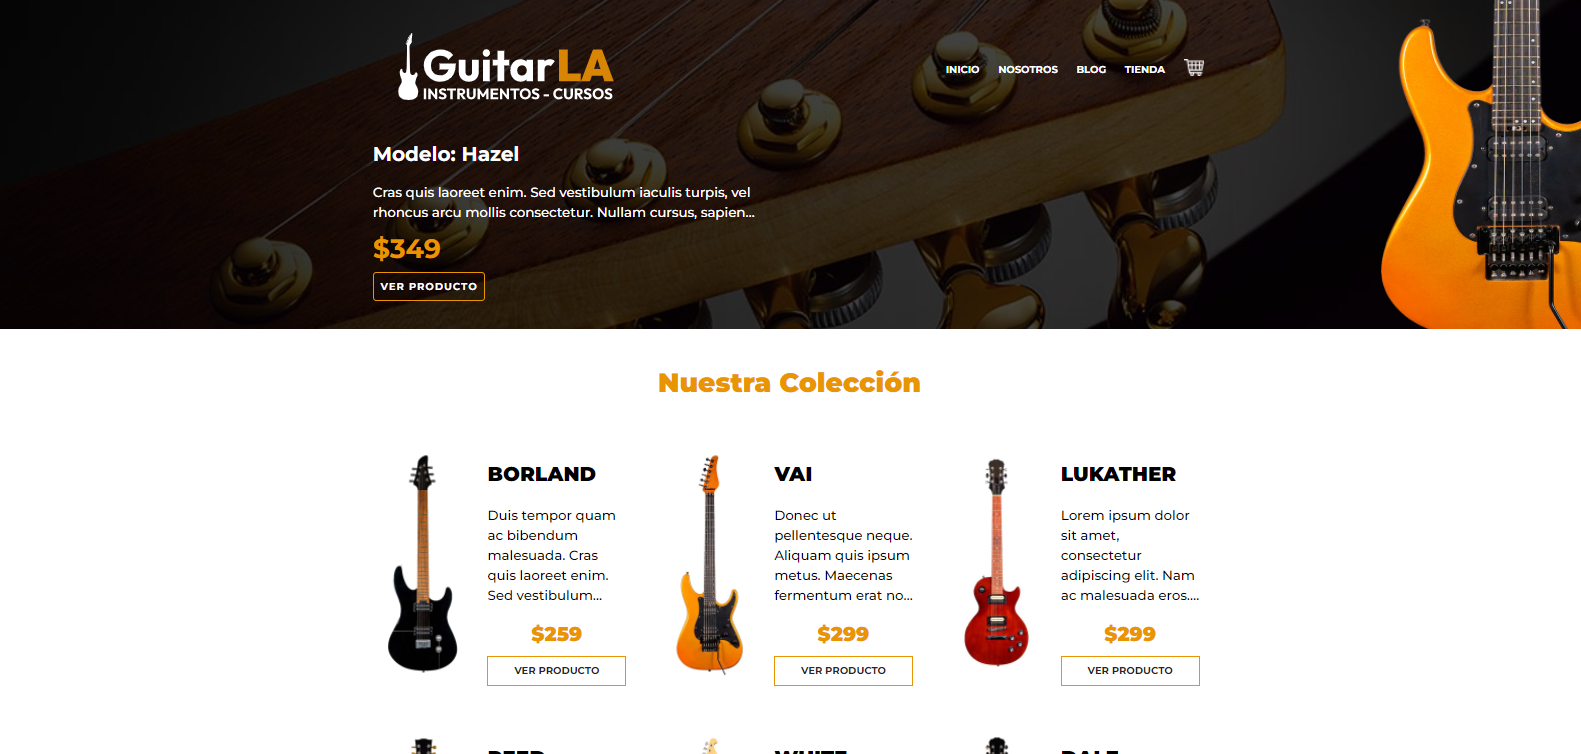 GuitarLA
INSTRUMENTOS - CURSOS
INICIO NOSOTROS BLOG TIENDA
Modelo: Hazel
Cras quis laoreet enim. Sed vestibulum iaculis turpis, vel
rhoncus arcu mollis consectetur. Nullam cursus, sapien...
$349
VER PRODUCTO
Nuestra Colección
BORLAND
Duis tempor quam
ac bibendum
malesuada. Cras
quis laoreet enim.
Sed vestibulum...
$259
VER PRODUCTO
VAI
Donec ut
pellentesque neque.
Aliquam quis ipsum
metus. Maecenas
fermentum erat no...
$299
VER PRODUCTO
LUKATHER
Lorem ipsum dolor
sit amet,
consectetur
adipiscing elit. Nam
ac malesuada eros....
$299
VER PRODUCTO